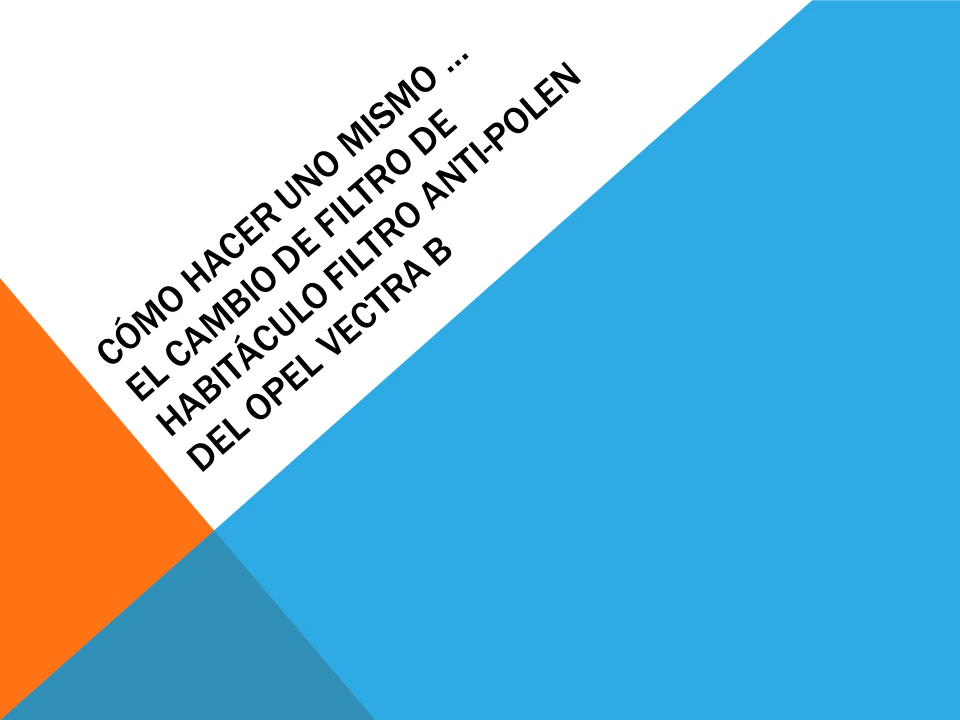 CÓMO HACER UNO MISMO ...
EL CAMBIO DE FILTRO DE
HABITÁCULO FILTRO ANTI-POLEN
DEL OPEL VECTRA B